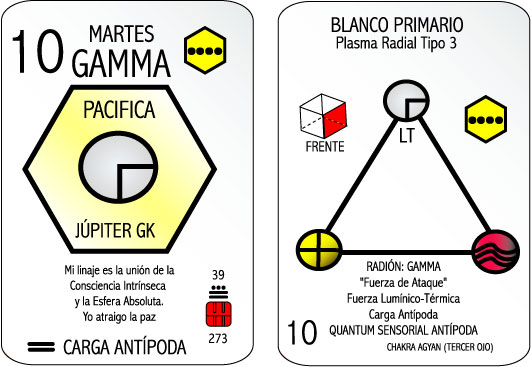 10
MARTES
GAMMA
PACIFICA
JÚPITER GK
Mi linaje es la unión de la
Consciencia Intrínseca
y la Esfera Absoluta.
Yo atraigo la paz
39
273
CARGA ANTÍPODA
BLANCO PRIMARIO
Plasma Radial Tipo 3
FRENTE
LT
RADIÓN: GAMMA
"Fuerza de Ataque"
Fuerza Lumínico-Térmica
Carga Antípoda
10
QUANTUM SENSORIAL ANTÍPODA
CHAKRA AGYAN (TERCER OJO)